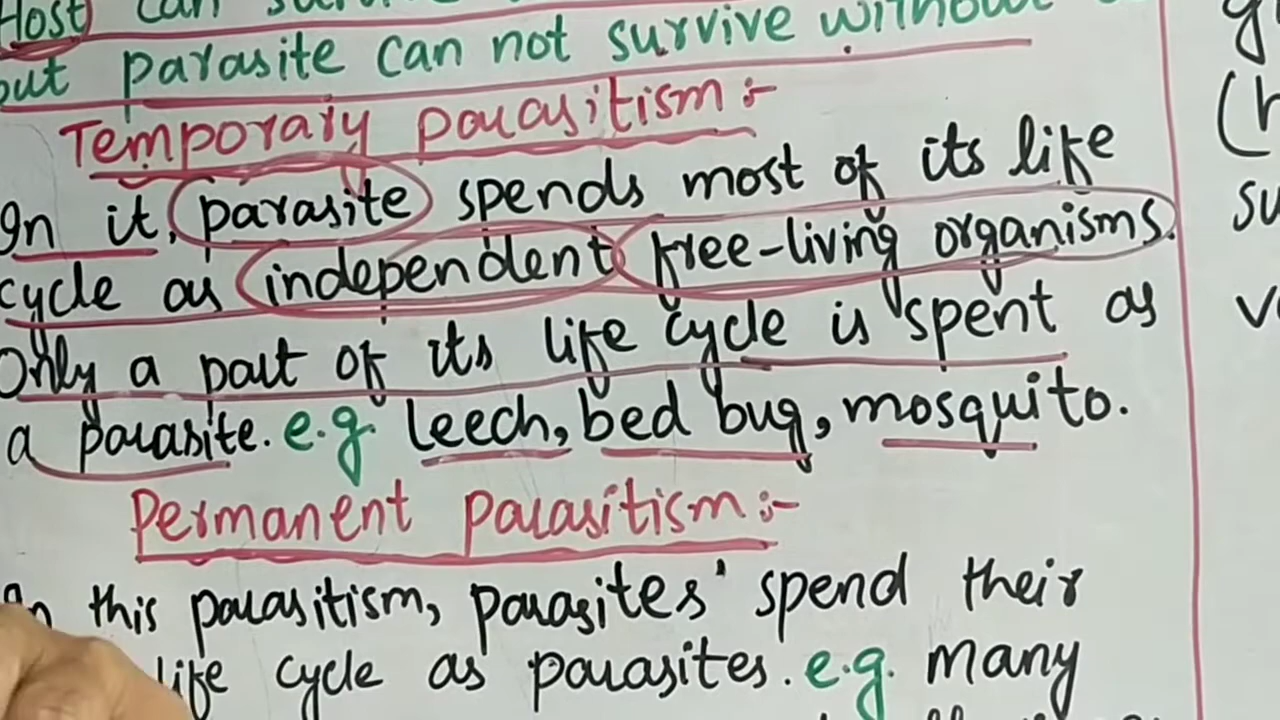 Host can
but parasite can not survive without
Temporary parasitism:-
In it, parasite spends most of its life
cycle as independent free-living organisms.
Only a part of its life cycle is spent as
a parasite. e.g. leech, bed bug, mosquito.
Permanent Parasitism:-
In this parasitism, parasites' spend their
life cycle as parasites. e.g. many